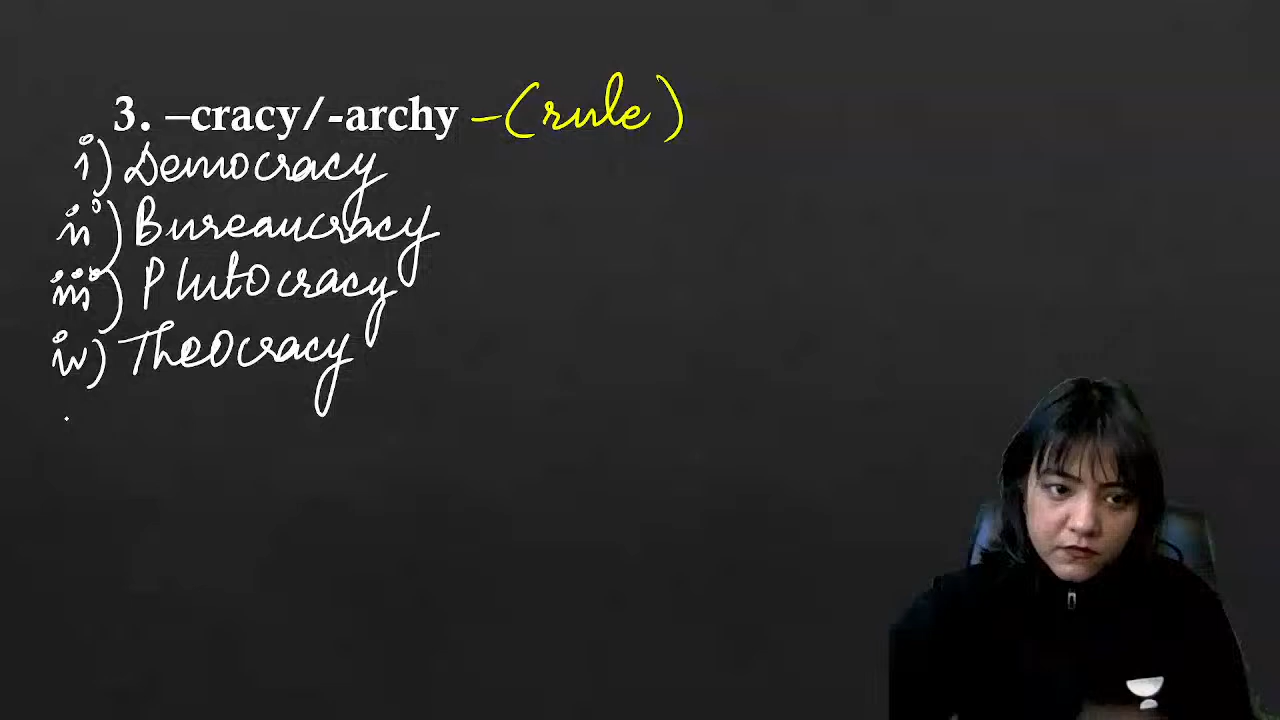 3. –cracy/-archy -(rule)
i) Democracy
ii) Bureaucracy
iii) Plutocracy
iv) Theocracy